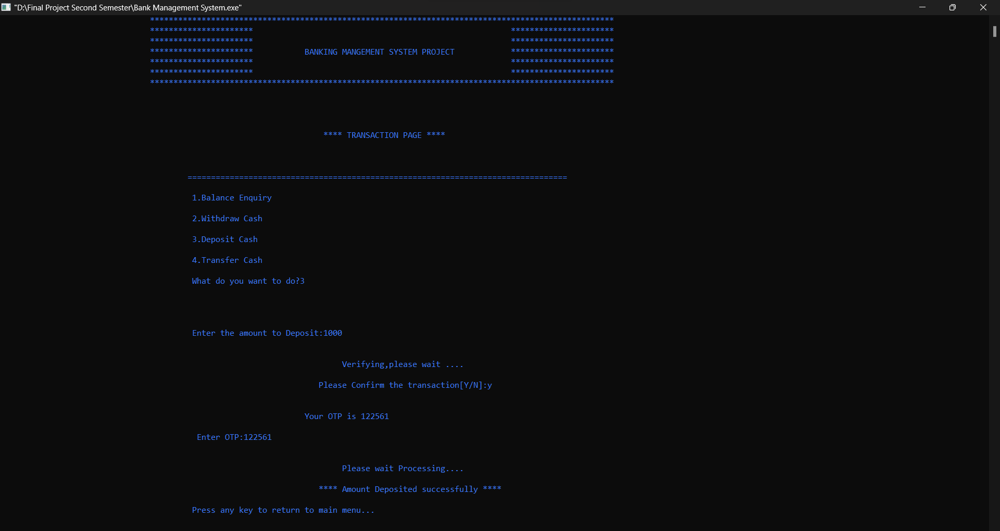 "D:\Final Project Second Semester\Bank Management System.exe"
***************************************************************************************************
**********************                                                       **********************
**********************                                                       **********************
**********************           BANKING MANGEMENT SYSTEM PROJECT            **********************
**********************                                                       **********************
**********************                                                       **********************
***************************************************************************************************
**** TRANSACTION PAGE ****
=================================================================================
1.Balance Enquiry
2.Withdraw Cash
3.Deposit Cash
4.Transfer Cash
What do you want to do?3
Enter the amount to Deposit:1000
Verifying,please wait ....
Please Confirm the transaction[Y/N]:y
Your OTP is 122561
Enter OTP:122561
Please wait Processing....
**** Amount Deposited successfully ****
Press any key to return to main menu...